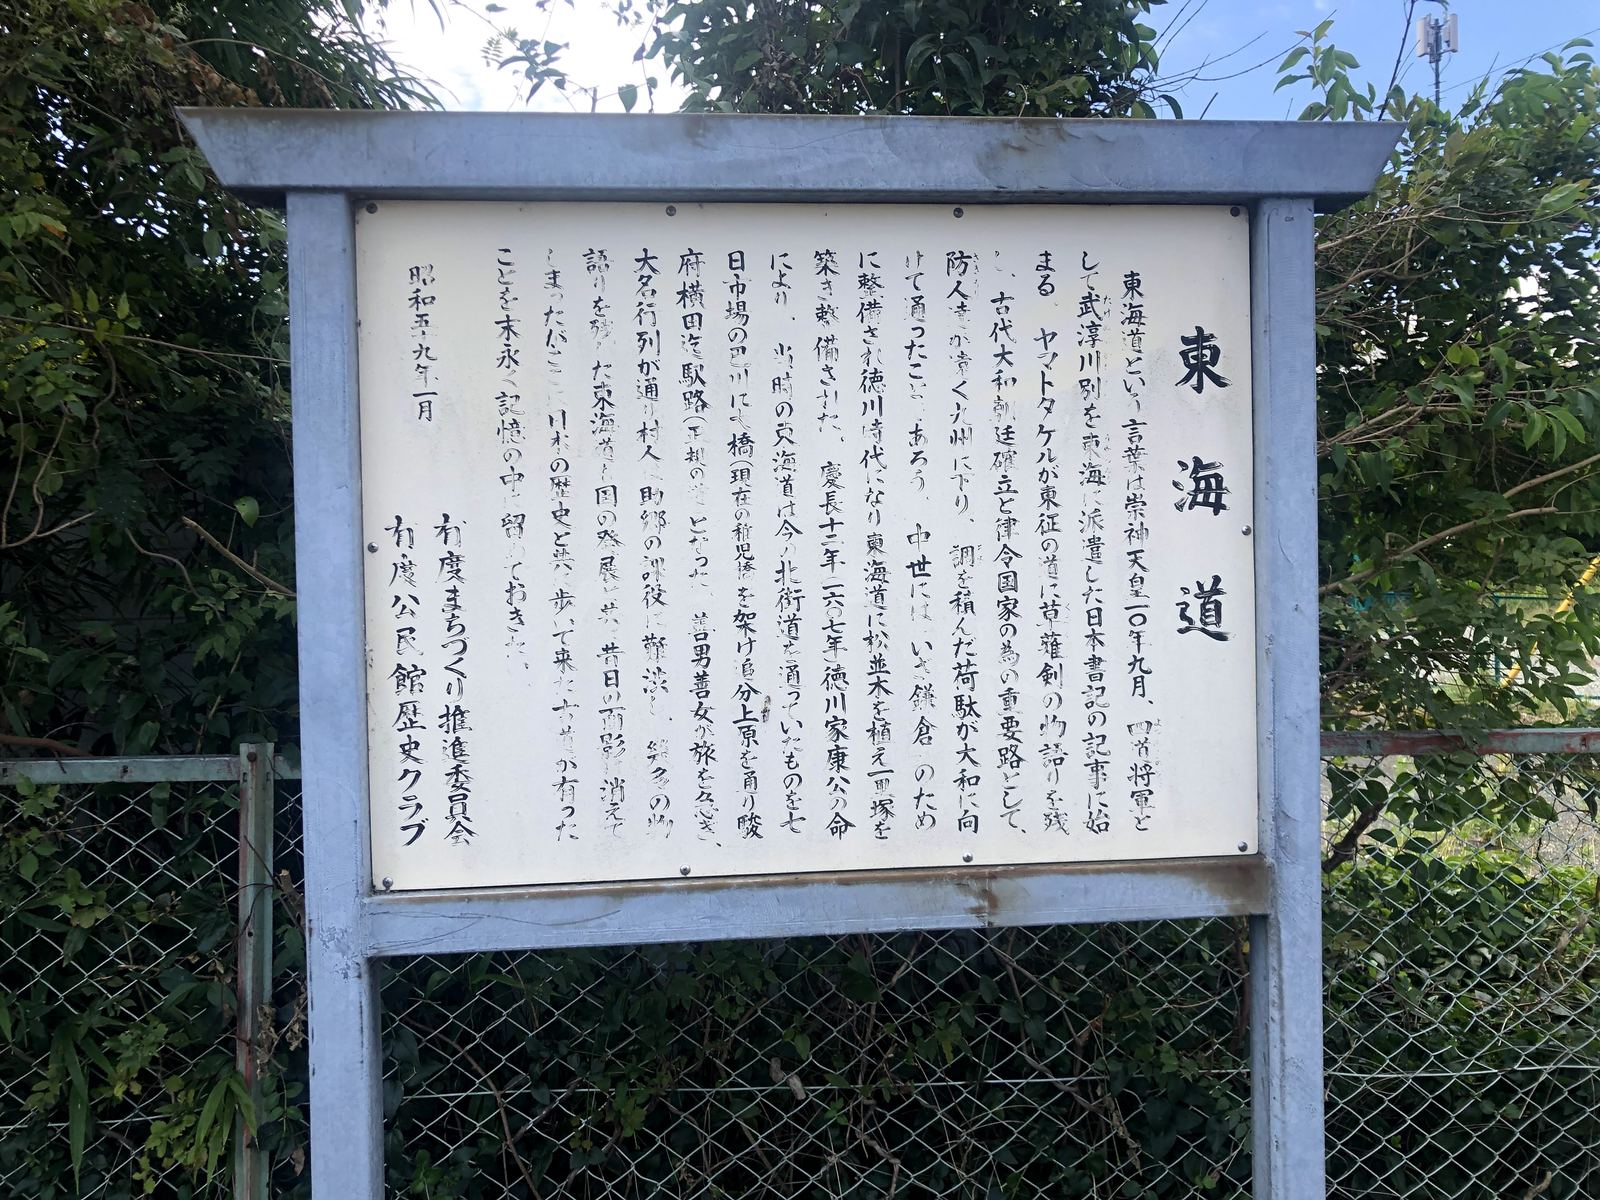 東海道
東海道という言葉は崇神天皇一〇年九月、四道将軍と
して武渟川別を東海に派遣した日本書記の記事に始
まる ヤマトタケルが東征の道に草薙剣の物語りを残
し、古代大和朝廷確立と律令国家の為の重要路として、
防人達が遠く九州に下り、調を積んだ荷駄が大和に向
けて通ったことであろう、中世には いざ鎌倉 のため
に整備され徳川時代になり東海道に松並木を植え一里塚を
築き整備された、慶長十二年(一六〇七年)徳川家康公の命
により、当時の東海道は今の北街道を通っていたものを七
日市場の巴川に大橋(現在の稚児橋)を架け追分上原を通り駿
府横田迄駅路(正規の道)となった、善男善女が旅を急ぎ、
大名行列が通り村人は助郷の課役に難渋し、幾多の物
語りを残した東海道も国の発展と共に昔日の面影は消えて
しまったがここに日本の歴史と共に歩いて来た古道が有った
ことを末永く記憶の中に留めておきたい、
昭和五十九年一月
有度まちづくり推進委員会
有度公民館歴史クラブ